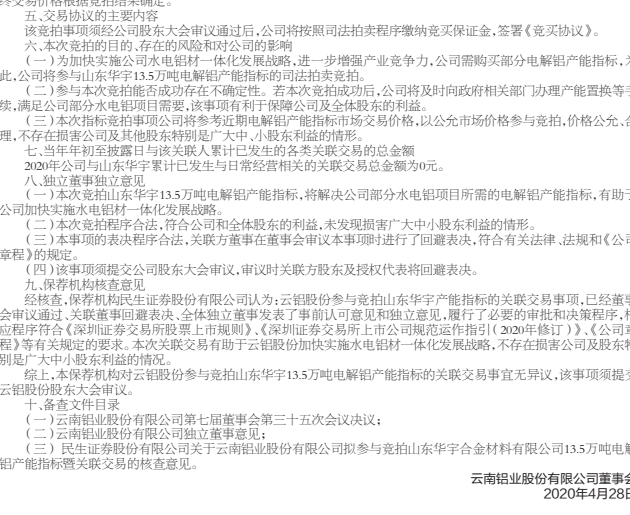 终交易价格根据竞拍结果确定。
五、交易协议的主要内容
该竞拍事项须经公司股东大会审议通过后,公司将按照司法拍卖程序缴纳竞买保证金,签署《竞买协议》。
六、本次竞拍的目的、存在的风险和对公司的影响
(一)为加快实施公司水电铝材一体化发展战略,进一步增强产业竞争力,公司需购买部分电解铝产能指标,为
此,公司将参与山东华宇13.5万吨电解铝产能指标的司法拍卖竞拍。
(二)参与本次竞拍能否成功存在不确定性。若本次竞拍成功后,公司将及时向政府相关部门办理产能置换等手
续,满足公司部分水电铝项目需要,该事项有利于保障公司及全体股东的利益。
(三)本次指标竞拍事项公司将参考近期电解铝产能指标市场交易价格,以公允市场价格参与竞拍,价格公允、合
理,不存在损害公司及其他股东特别是广大中、小股东利益的情形。
七、当年年初至披露日与该关联人累计已发生的各类关联交易的总金额
2020年公司与山东华宇累计已发生与日常经营相关的关联交易总金额为0元。
八、独立董事独立意见
(一)本次竞拍山东华宇13.5万吨电解铝产能指标,将解决公司部分水电铝项目所需的电解铝产能指标,有助于
公司加快实施水电铝材一体化发展战略。
(二)本次竞拍程序合法,符合公司和全体股东的利益,未发现损害广大中小股东利益的情形。
(三)本事项的表决程序合法,关联方董事在董事会审议本事项时进行了回避表决,符合有关法律、法规和《公司
章程》的规定。
(四)该事项须提交公司股东大会审议,审议时关联方股东及授权代表将回避表决。
九、保荐机构核查意见
经核查,保荐机构民生证券股份有限公司认为:云铝股份参与竞拍山东华宇产能指标的关联交易事项,已经董事
会审议通过、关联董事回避表决、全体独立董事发表了事前认可意见和独立意见,履行了必要的审批和决策程序,相
应程序符合《深圳证券交易所股票上市规则》、《深圳证券交易所上市公司规范运作指引(2020年修订)》、《公司章
程》等有关规定的要求。本次关联交易有助于云铝股份加快实施水电铝材一体化发展战略,不存在损害公司及股东特
别是广大中小股东利益的情况。
综上,本保荐机构对云铝股份参与竞拍山东华宇13.5万吨电解铝产能指标的关联交易事宜无异议,该事项须提交
云铝股份股东大会审议。
十、备查文件目录
(一)云南铝业股份有限公司第七届董事会第三十五次会议决议;
(二)云南铝业股份有限公司独立董事意见;
(三) 民生证券股份有限公司关于云南铝业股份有限公司拟参与竞拍山东华宇合金材料有限公司13.5万吨电解
铝产能指标暨关联交易的核查意见。
云南铝业股份有限公司董事会
2020年4月28日